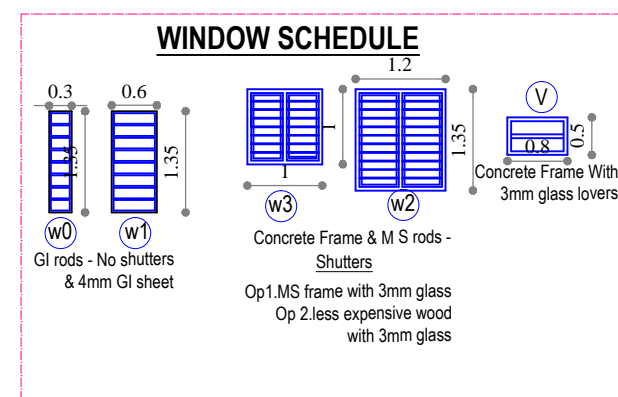 WINDOW SCHEDULE
0.3
0.6
1.2
1.35
1.35
1
1
1.35
0.8
0.5
w0
w1
w3
w2
V
GI rods - No shutters
& 4mm GI sheet
Concrete Frame & M S rods -
Shutters
Op1.MS frame with 3mm glass
Op 2.less expensive wood
with 3mm glass
Concrete Frame With
3mm glass lovers